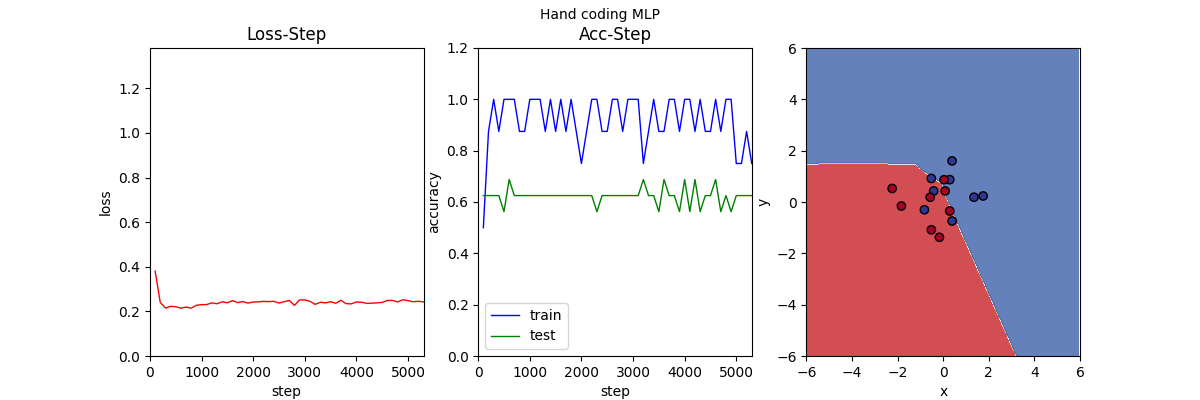 Hand coding MLP
Loss-Step
1.2
1.0
0.8
0.6
0.4
0.2
0.0
loss
0 1000 2000 3000 4000 5000
step
Acc-Step
1.2
1.0
0.8
0.6
0.4
0.2
0.0
accuracy
train
test
0 1000 2000 3000 4000 5000
step
6
4
2
0
−2
−4
−6
y
−6 −4 −2 0 2 4 6
x